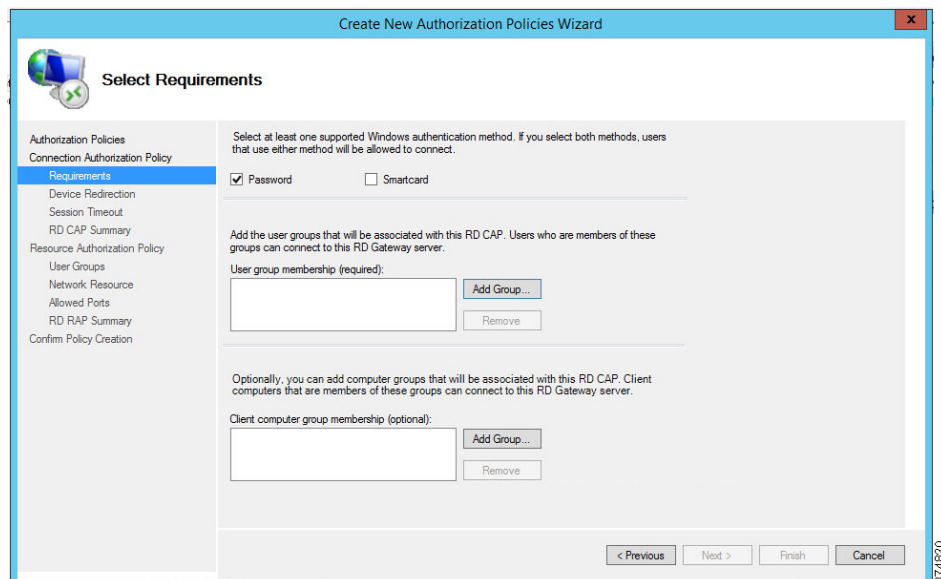 Create New Authorization Policies Wizard
x
Select Requirements
Authorization Policies
Connection Authorization Policy
Requirements
Device Redirection
Session Timeout
RD CAP Summary
Resource Authorization Policy
User Groups
Network Resource
Allowed Ports
RD RAP Summary
Confirm Policy Creation
Select at least one supported Windows authentication method. If you select both methods, users
that use either method will be allowed to connect.
Password
Smartcard
Add the user groups that will be associated with this RD CAP. Users who are members of these
groups can connect to this RD Gateway server.
User group membership (required):
Add Group...
Remove
Optionally, you can add computer groups that will be associated with this RD CAP. Client
computers that are members of these groups can connect to this RD Gateway server.
Client computer group membership (optional):
Add Group...
Remove
< Previous
Next >
Finish
Cancel